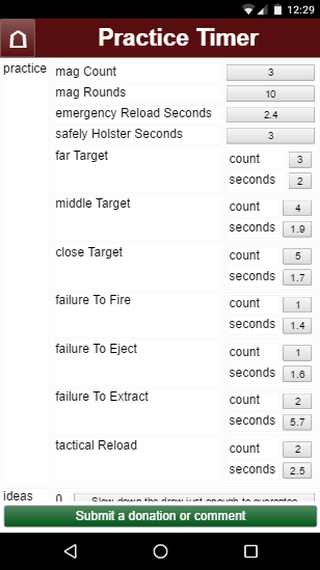 12:29
Practice Timer
practice
mag Count 3
mag Rounds 10
emergency Reload Seconds 2.4
safely Holster Seconds 3
far Target count 3
seconds 2
middle Target count 4
seconds 1.9
close Target count 5
seconds 1.7
failure To Fire count 1
seconds 1.4
failure To Eject count 1
seconds 1.6
failure To Extract count 2
seconds 5.7
tactical Reload count 2
seconds 2.5
ideas 0 Slow down the draw just enough to guarantee
Submit a donation or comment